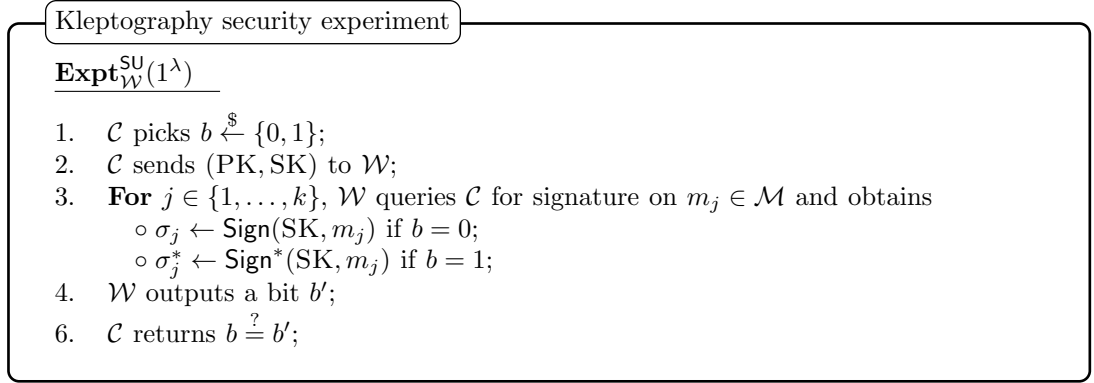 Kleptography security experiment
Expt^SU_W(1^λ)
1. C picks b ←$ {0, 1};
2. C sends (PK, SK) to W;
3. For j ∈ {1, . . . , k}, W queries C for signature on m_j ∈ M and obtains
∘ σ_j ← Sign(SK, m_j) if b = 0;
∘ σ_j^* ← Sign^*(SK, m_j) if b = 1;
4. W outputs a bit b′;
6. C returns b ≟ b′;